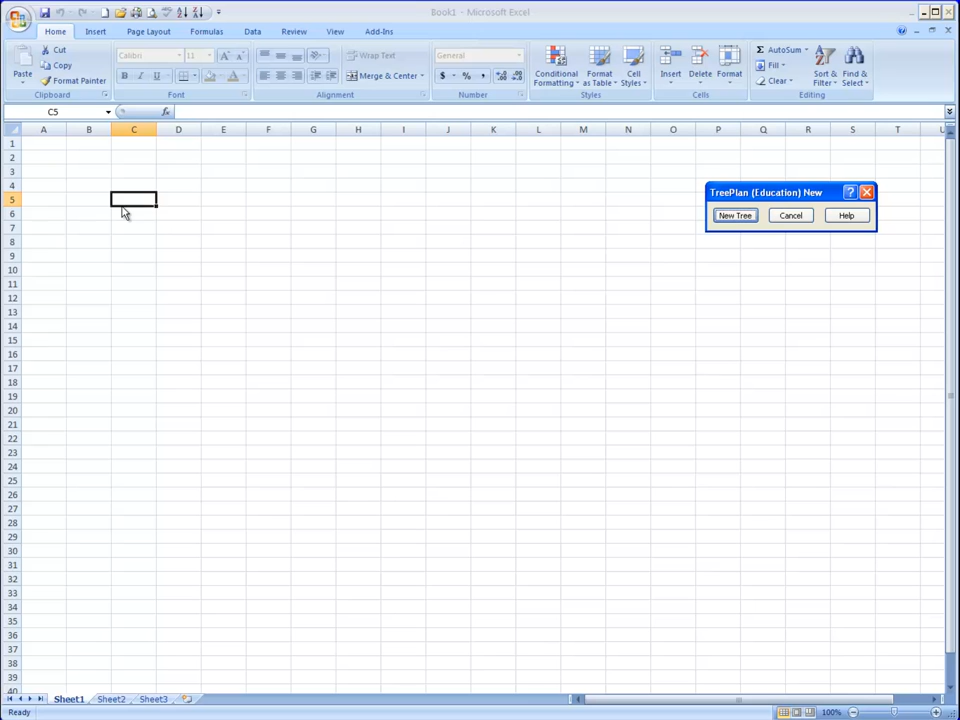 Book1 - Microsoft Excel
Home Insert Page Layout Formulas Data Review View Add-Ins
Cut
Copy
Format Painter
Paste
Calibri 11
B I U
Wrap Text
Merge & Center
General
$ % ,
Conditional Formatting
Format as Table
Cell Styles
Insert Delete Format
AutoSum
Fill
Clear
Sort & Filter
Find & Select
Clipboard Font Alignment Number Styles Cells Editing
C5 fx
A B C D E F G H I J K L M N O P Q R S T U
1
2
3
4
5
6
7
8
9
10
11
12
13
14
15
16
17
18
19
20
21
22
23
24
25
26
27
28
29
30
31
32
33
34
35
36
37
38
39
40
TreePlan (Education) New
New Tree Cancel Help
Sheet1 Sheet2 Sheet3
Ready 100%